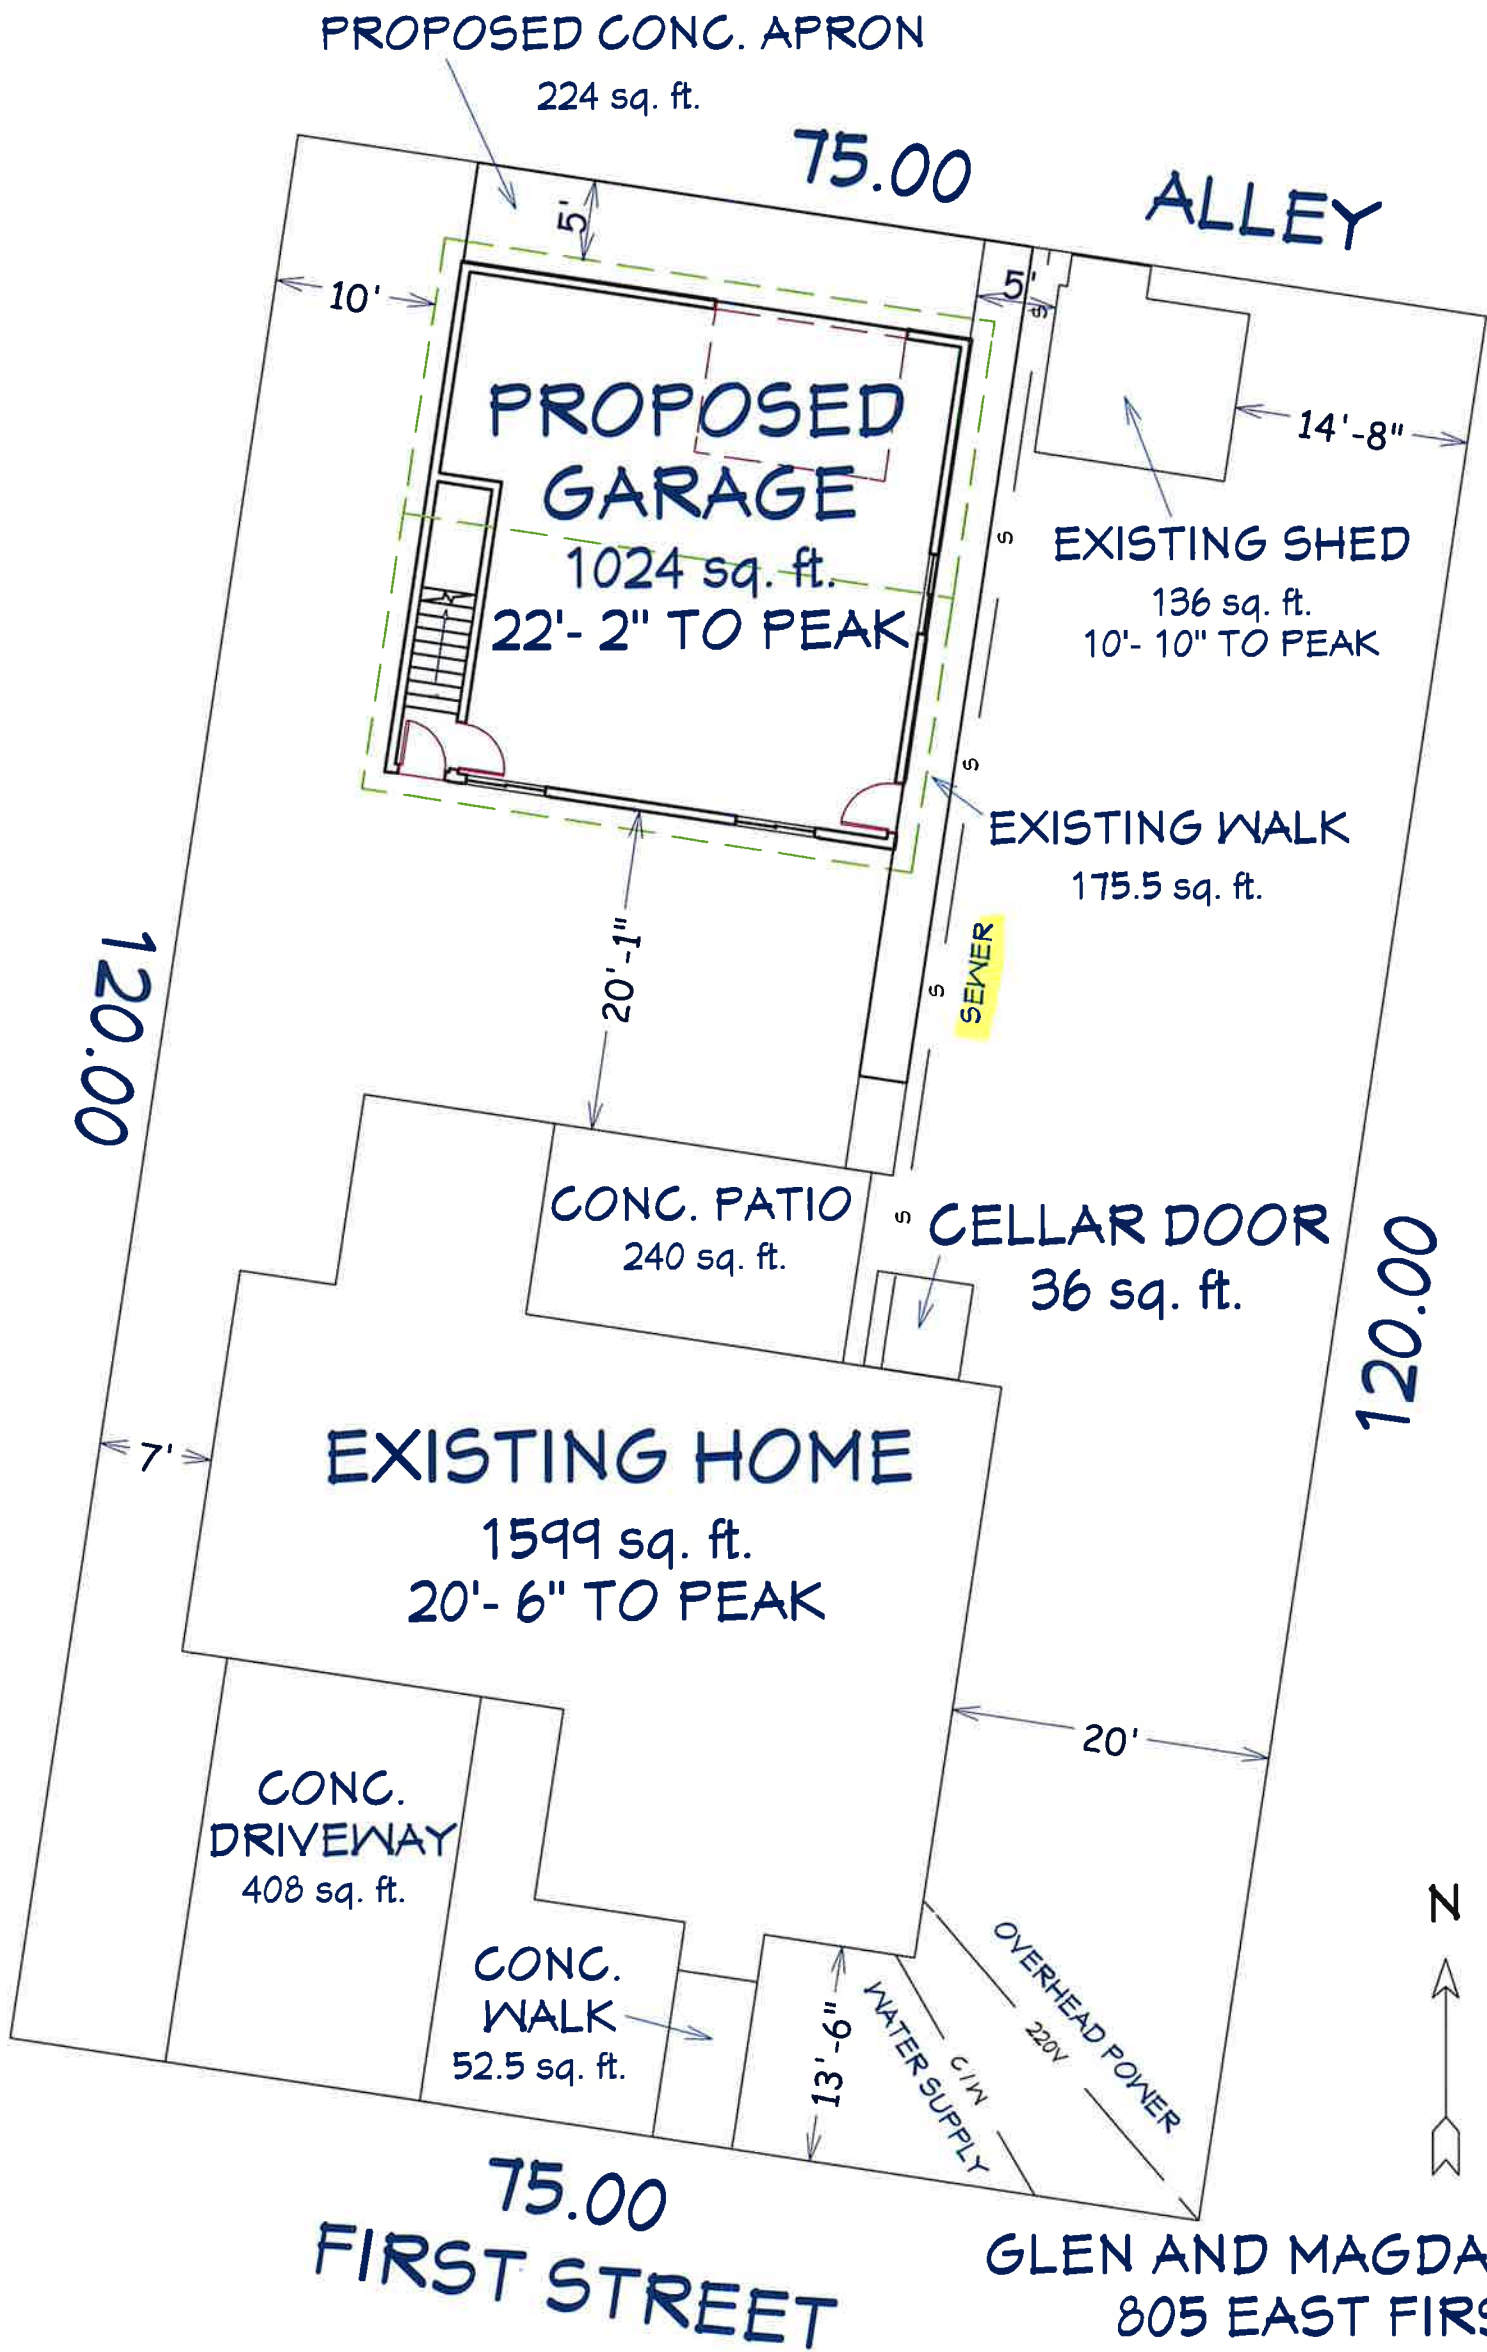 PROPOSED CONC. APRON
224 sq. ft.
75.00
ALLEY
5'
10'
5'
S
PROPOSED
GARAGE
1024 sq. ft.
22'- 2" TO PEAK
14'-8"
EXISTING SHED
136 sq. ft.
10'- 10" TO PEAK
S
S
EXISTING WALK
175.5 sq. ft.
20'-1"
S
SEWER
120.00
CONC. PATIO
240 sq. ft.
S
CELLAR DOOR
36 sq. ft.
120.00
7'
EXISTING HOME
1599 sq. ft.
20'- 6" TO PEAK
20'
CONC.
DRIVEWAY
408 sq. ft.
CONC.
WALK
52.5 sq. ft.
13'-6"
WATER SUPPLY
C/W
OVERHEAD POWER
220V
N
75.00
FIRST STREET
GLEN AND MAGDA
805 EAST FIRS